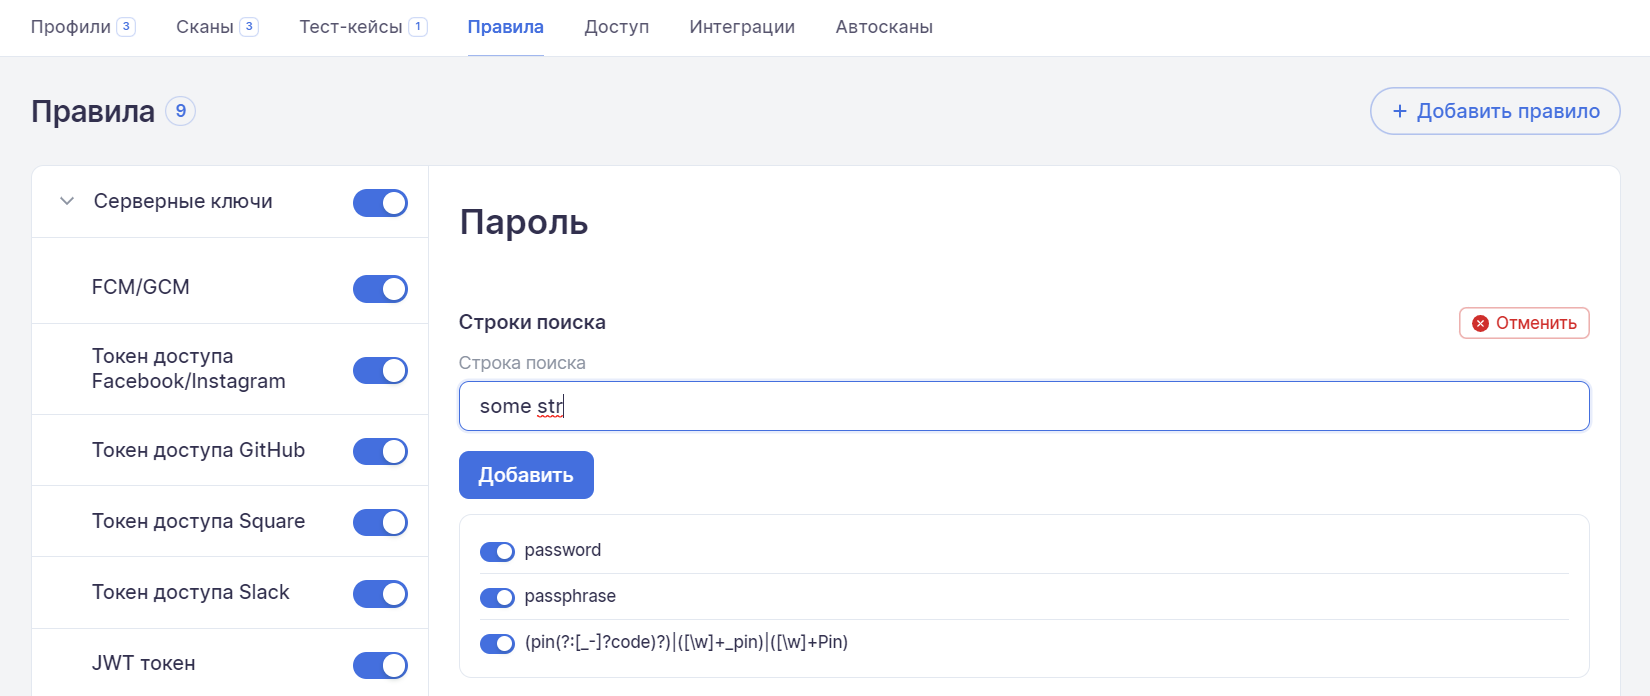 Профили 3 Сканы 3 Тест-кейсы 1 Правила Доступ Интеграции Автосканы
Правила 9
+ Добавить правило
Серверные ключи
FCM/GCM
Токен доступа
Facebook/Instagram
Токен доступа GitHub
Токен доступа Square
Токен доступа Slack
JWT токен
Пароль
Строки поиска
Отменить
Строка поиска
some str
Добавить
password
passphrase
(pin(?:[_-]?code)?)|([\w]+_pin)|([\w]+Pin)